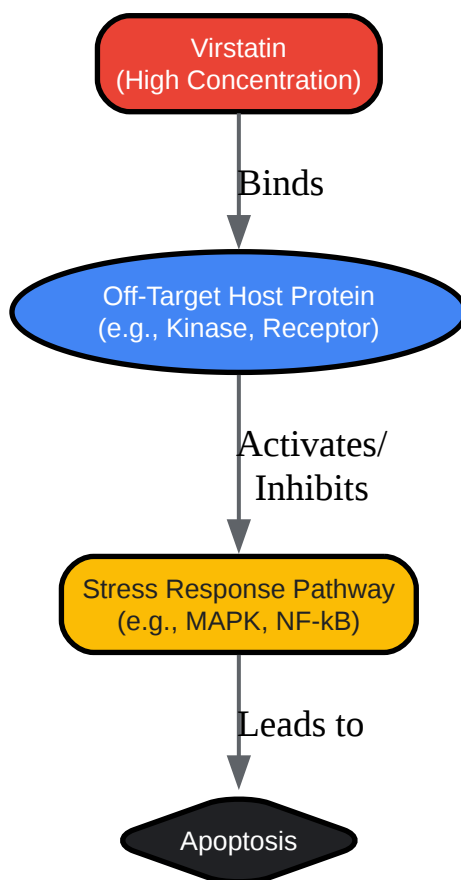 Virstatin
(High Concentration)
Binds
Off-Target Host Protein
(e.g., Kinase, Receptor)
Activates/
Inhibits
Stress Response Pathway
(e.g., MAPK, NF-kB)
Leads to
Apoptosis